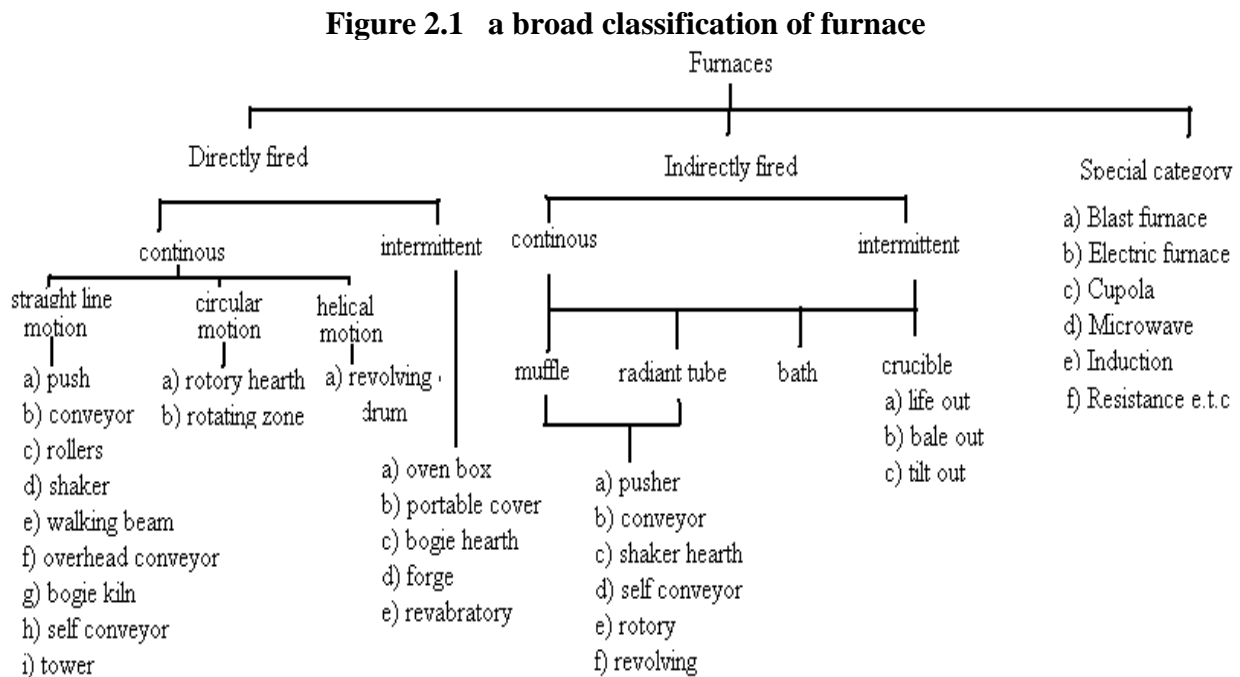 Figure 2.1 a broad classification of furnace
Furnaces
Directly fired
Indirectly fired
Special category
continous
intermittent
continous
intermittent
straight line
motion
circular
motion
helical
motion
a) push
b) conveyor
c) rollers
d) shaker
e) walking beam
f) overhead conveyor
g) bogie kiln
h) self conveyor
i) tower
a) rotory hearth
b) rotating zone
a) revolving
drum
a) oven box
b) portable cover
c) bogie hearth
d) forge
e) revabratory
muffle
radiant tube
bath
crucible
a) pusher
b) conveyor
c) shaker hearth
d) self conveyor
e) rotory
f) revolving
a) life out
b) bale out
c) tilt out
a) Blast furnace
b) Electric furnace
c) Cupola
d) Microwave
e) Induction
f) Resistance e.t.c